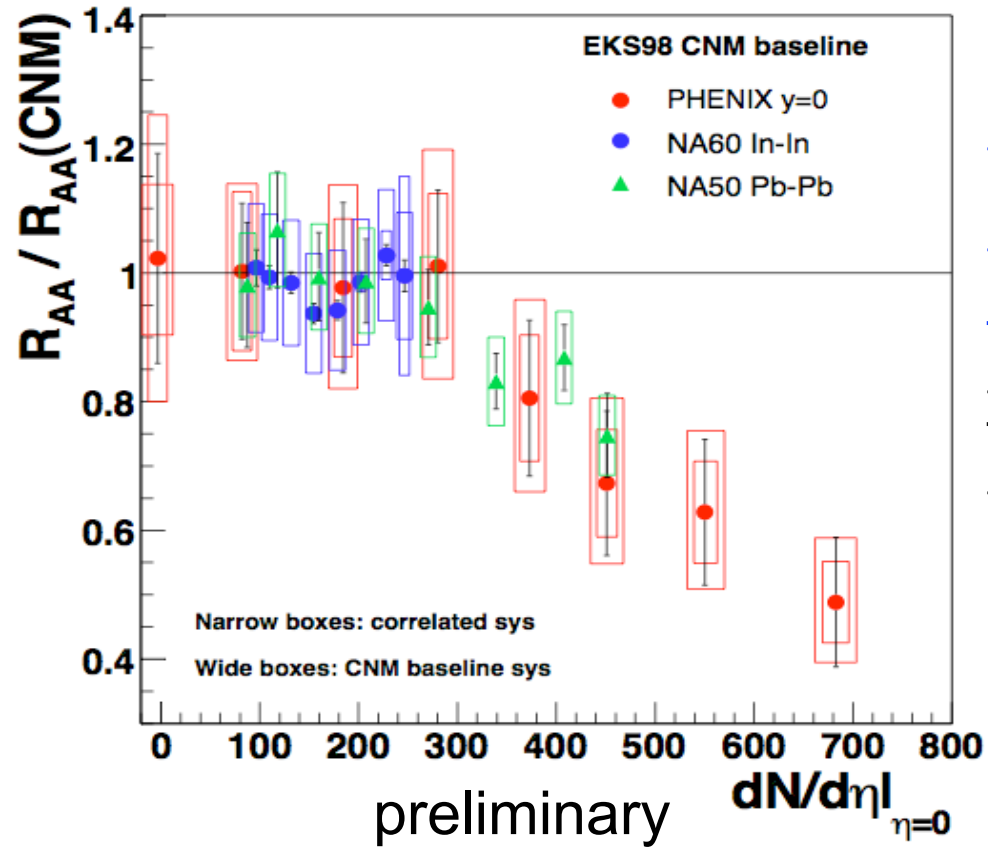 R_AA / R_AA(CNM)
1.4
1.2
1
0.8
0.6
0.4
EKS98 CNM baseline
PHENIX y=0
NA60 In-In
NA50 Pb-Pb
Narrow boxes: correlated sys
Wide boxes: CNM baseline sys
0 100 200 300 400 500 600 700 800
dN/dη|η=0
preliminary